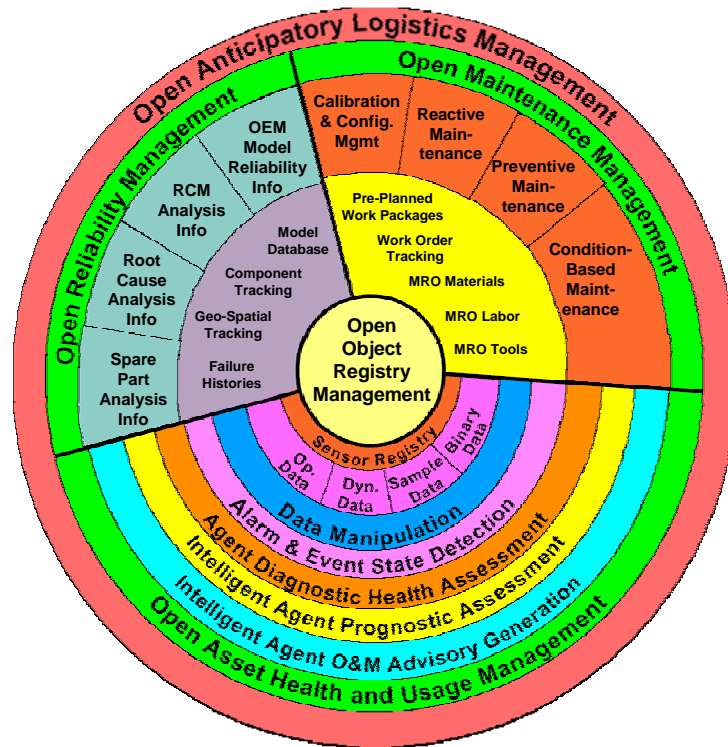 Open Anticipatory Logistics Management
Open Reliability Management
Open Maintenance Management
OEM
Model
Reliability
Info
RCM
Analysis
Info
Root
Cause
Analysis
Info
Spare
Part
Analysis
Info
Calibration
& Config.
Mgmt
Reactive
Main-
tenance
Preventive
Main-
tenance
Condition-
Based
Maint-
enance
Model
Database
Component
Tracking
Geo-Spatial
Tracking
Failure
Histories
Pre-Planned
Work Packages
Work Order
Tracking
MRO Materials
MRO Labor
MRO Tools
Open
Object
Registry
Management
Sensor Registry
Op.
Data
Dyn.
Data
Sample
Data
Binary
Data
Data Manipulation
Alarm & Event State Detection
Agent Diagnostic Health Assessment
Intelligent Agent Prognostic Assessment
Intelligent Agent O&M Advisory Generation
Open Asset Health and Usage Management